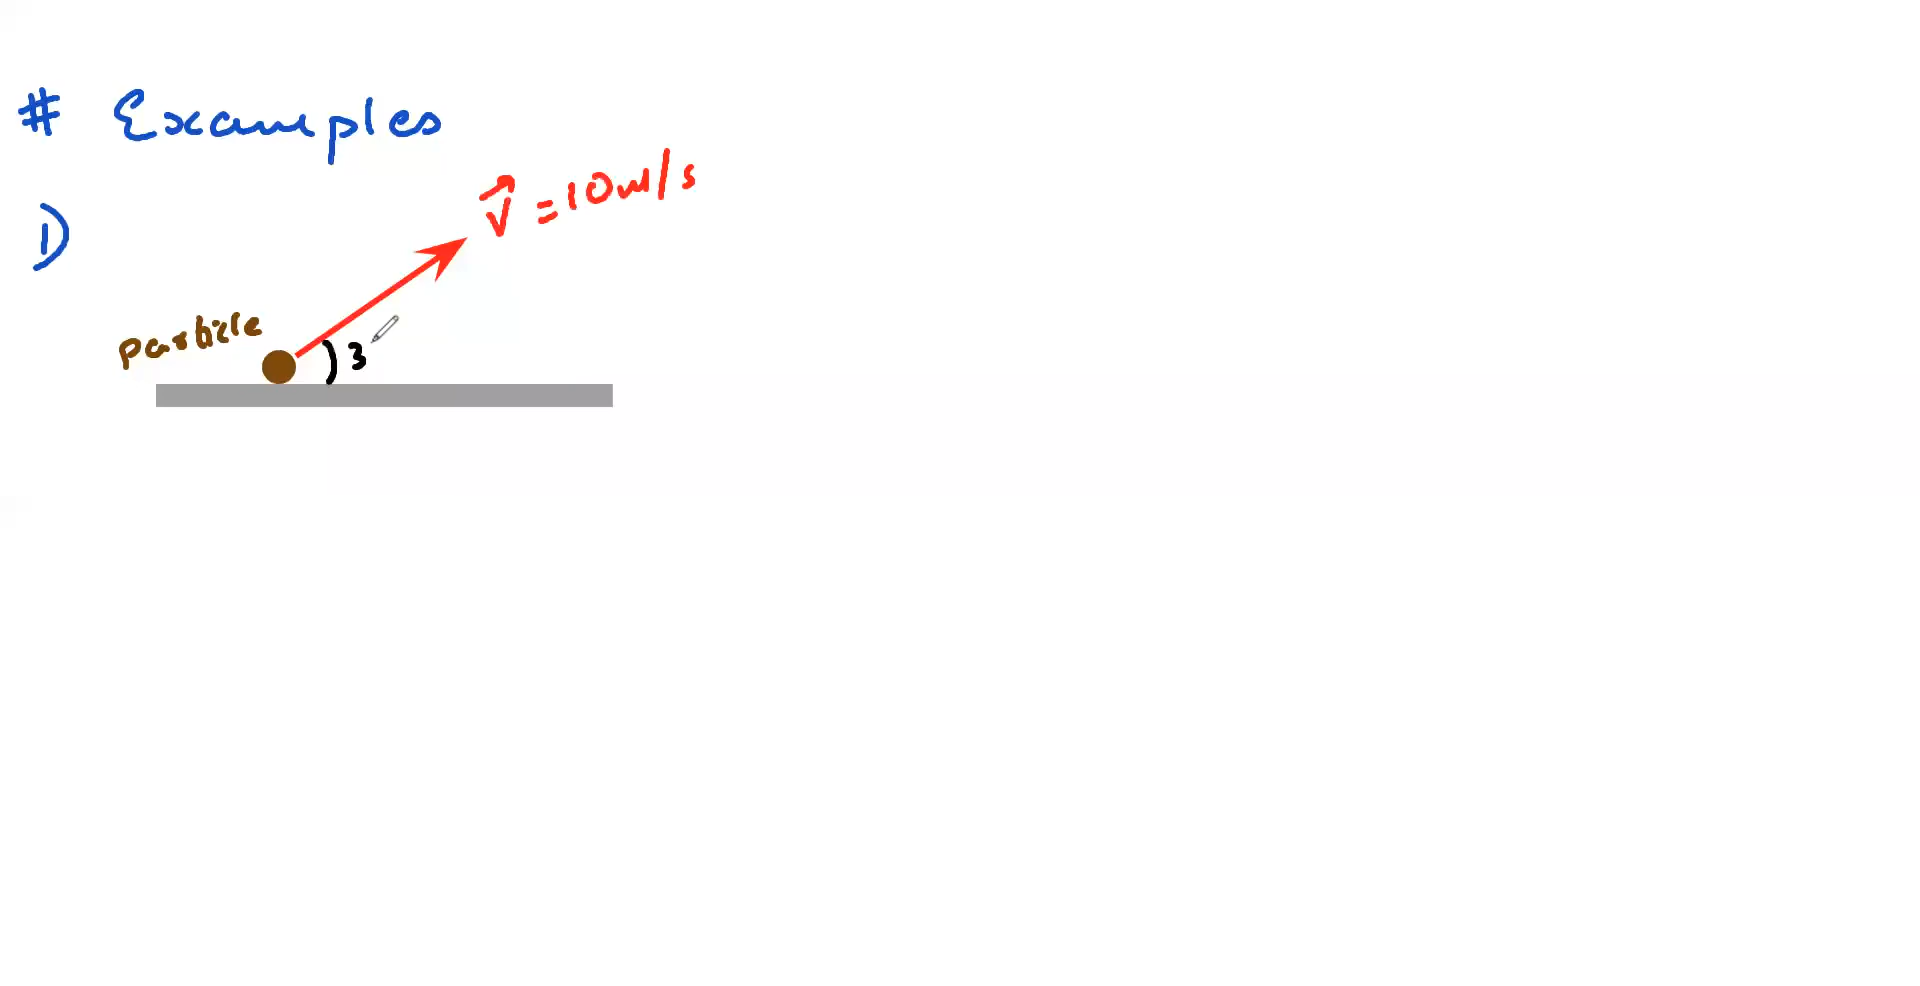 # Examples
1)
V⃗ = 10m/s
particle
3